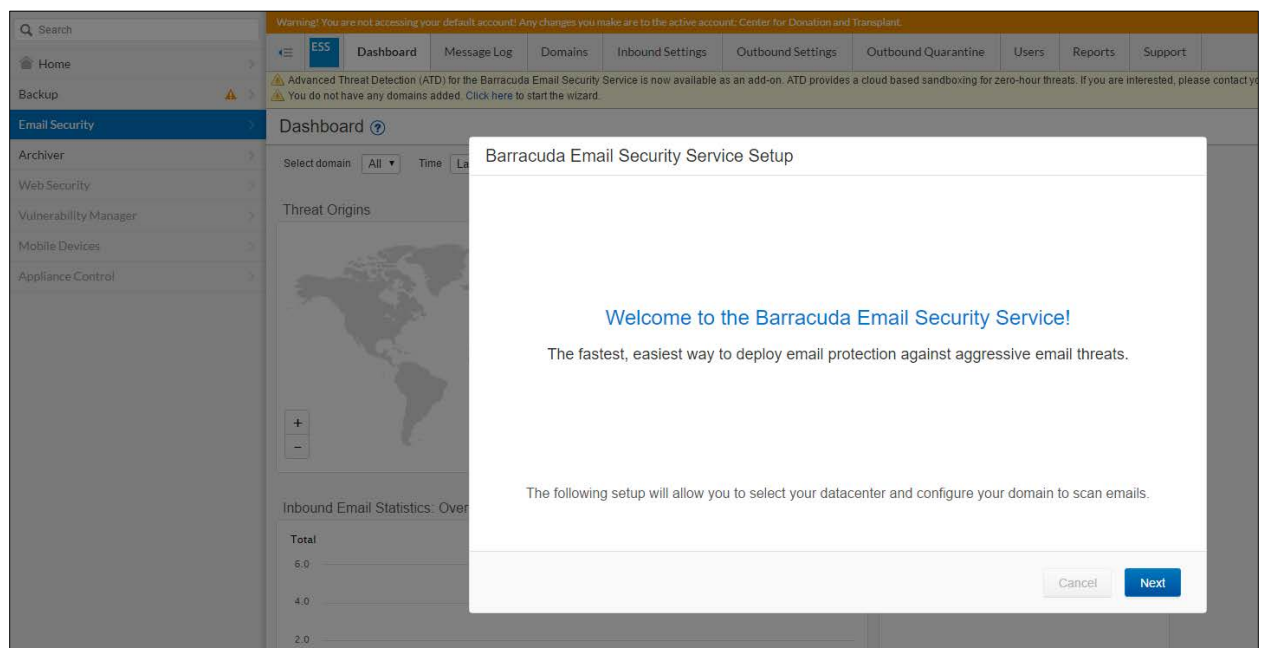 Search
Home
Backup
Email Security
Archiver
Web Security
Vulnerability Manager
Mobile Devices
Appliance Control
Warning! You are not accessing your default account! Any changes you make are to the active account: Center for Donation and Transplant.
ESS Dashboard Message Log Domains Inbound Settings Outbound Settings Outbound Quarantine Users Reports Support
Advanced Threat Detection (ATD) for the Barracuda Email Security Service is now available as an add-on. ATD provides a cloud based sandboxing for zero-hour threats. If you are interested, please contact yo
You do not have any domains added. Click here to start the wizard.
Dashboard ?
Select domain All Time La
Threat Origins
+
−
Inbound Email Statistics: Over
Total
6.0
4.0
2.0
Barracuda Email Security Service Setup
Welcome to the Barracuda Email Security Service!
The fastest, easiest way to deploy email protection against aggressive email threats.
The following setup will allow you to select your datacenter and configure your domain to scan emails.
Cancel Next